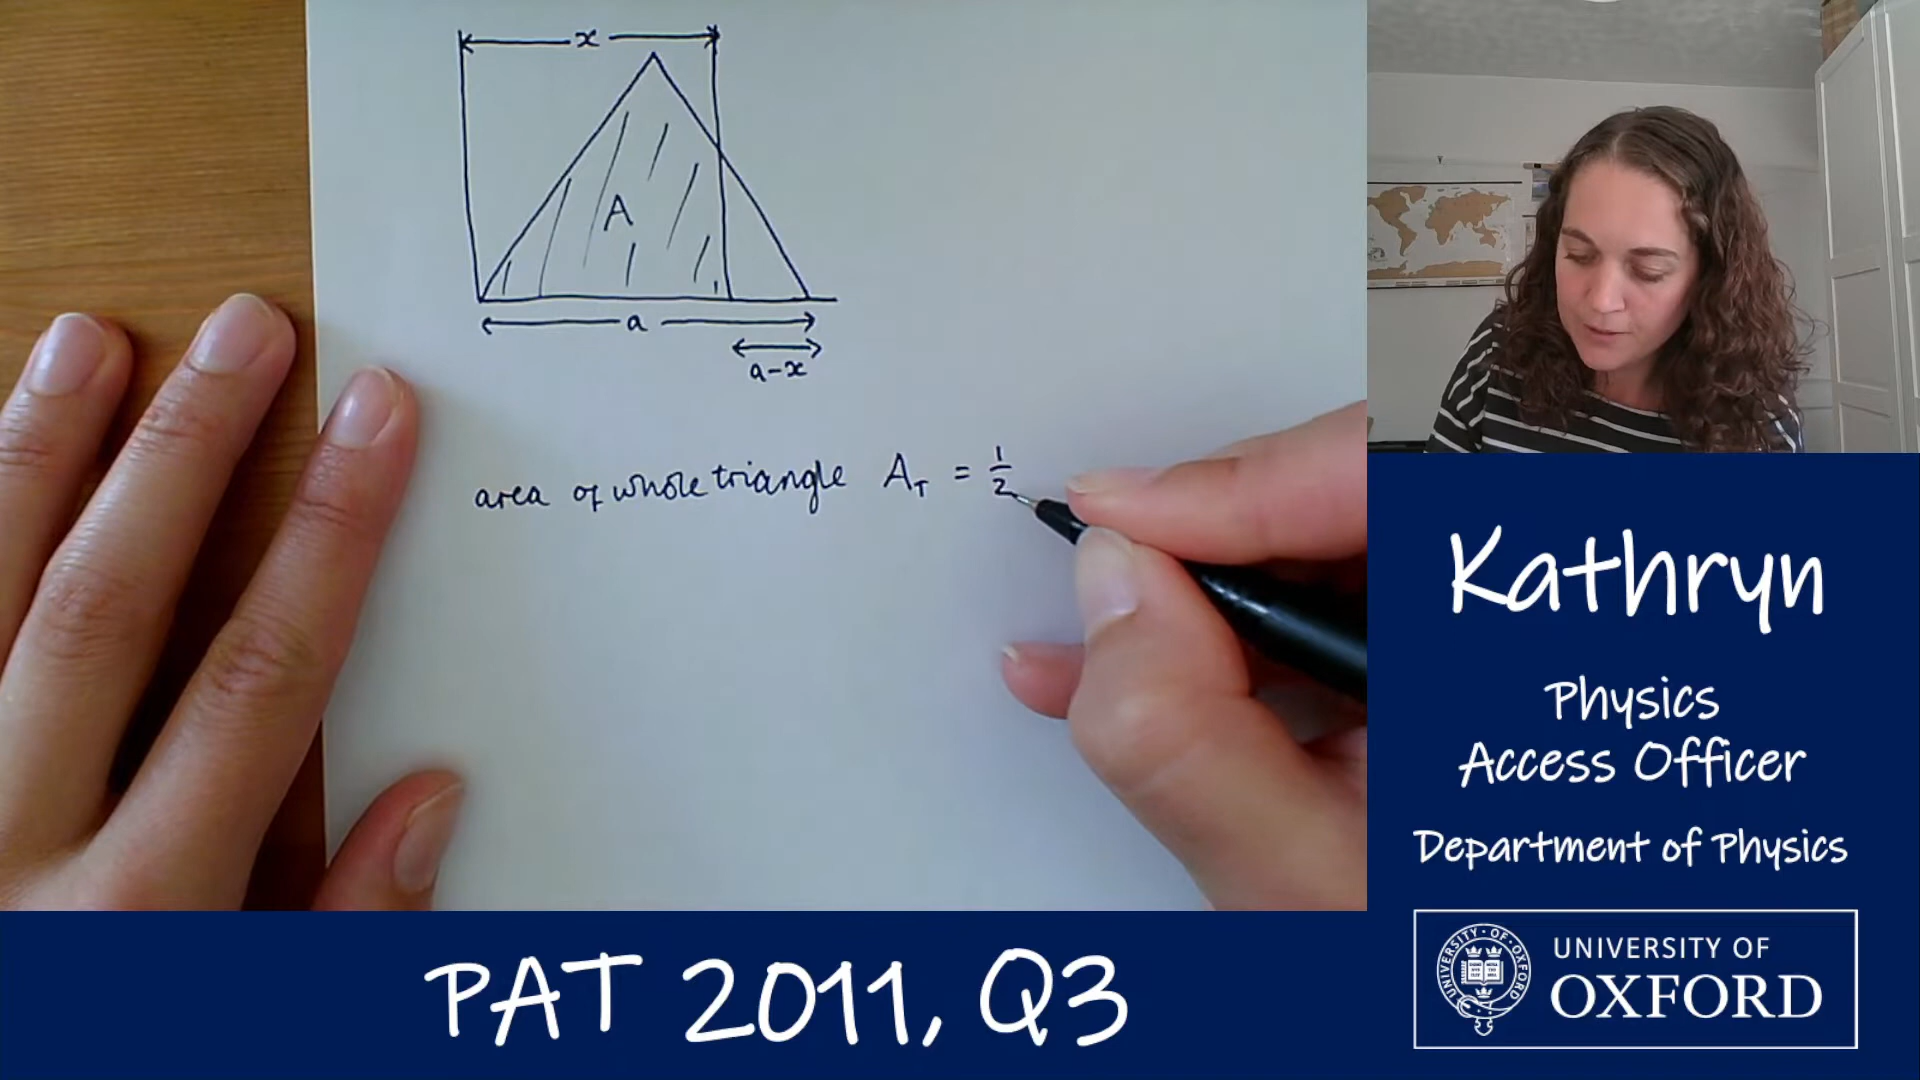 x
A
a
a-x
area of whole triangle A_T = 1/2
Kathryn
Physics
Access Officer
Department of Physics
UNIVERSITY OF
OXFORD
PAT 2011, Q3